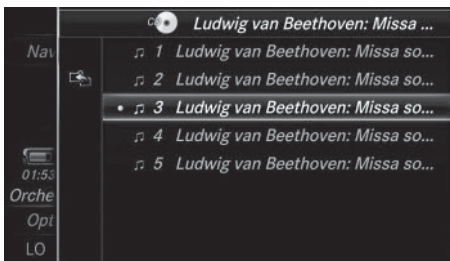 CD Ludwig van Beethoven: Missa ...
Nav
♫ 1 Ludwig van Beethoven: Missa so...
♫ 2 Ludwig van Beethoven: Missa so...
• ♫ 3 Ludwig van Beethoven: Missa so...
♫ 4 Ludwig van Beethoven: Missa so...
♫ 5 Ludwig van Beethoven: Missa so...
01:53
Orche
Opt
LO